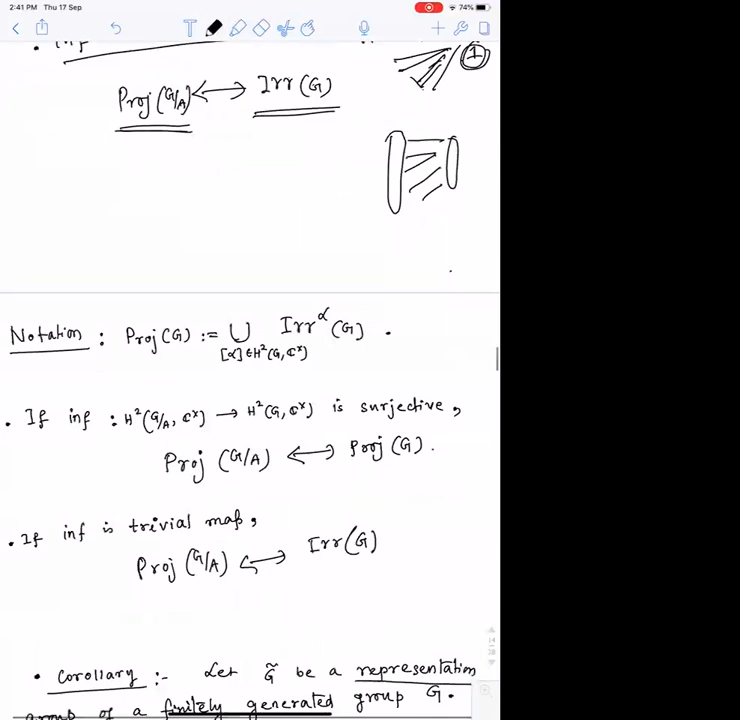 2:41 PM Thu 17 Sep
74%
Proj (G/A) ⟷ Irr (G)
1
Notation : Proj (G) := ∪ Irr^α (G) .
[α]∈H²(G, ℂˣ)
. If inf : H²(G/A, ℂˣ) → H²(G, ℂˣ) is surjective,
Proj (G/A) ⟷ Proj (G).
. If inf is trivial map,
Proj (G/A) ⟷ Irr (G)
• Corollary :- Let G̃ be a representation
group of a finitely generated group G.